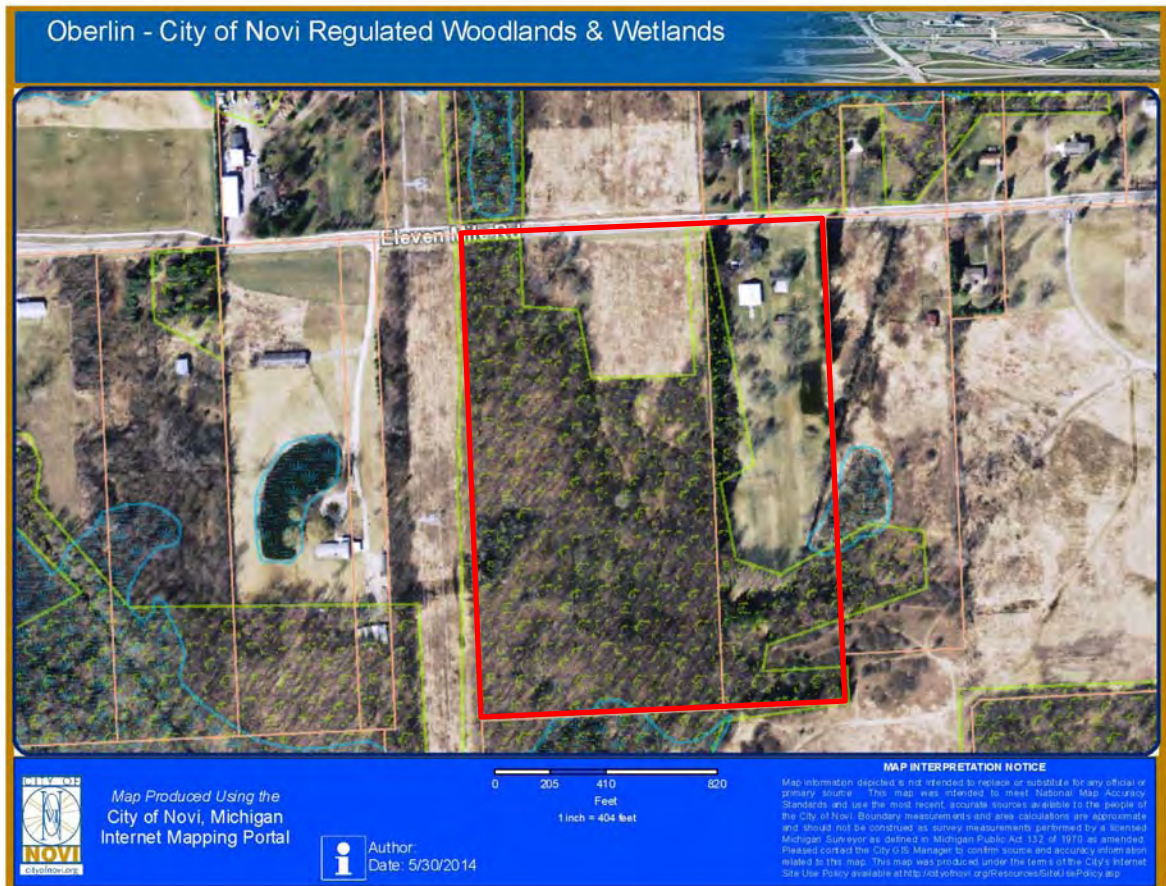 Oberlin - City of Novi Regulated Woodlands & Wetlands
Eleven Mile Rd
CITY OF
NOVI
cityofnovi.org
Map Produced Using the
City of Novi, Michigan
Internet Mapping Portal
i
Author:
Date: 5/30/2014
0 205 410 820
Feet
1 inch = 404 feet
MAP INTERPRETATION NOTICE
Map information depicted is not intended to replace or substitute for any official or
primary source. This map was intended to meet National Map Accuracy
Standards and use the most recent, accurate sources available to the people of
the City of Novi. Boundary measurements and area calculations are approximate
and should not be construed as survey measurements performed by a licensed
Michigan Surveyor as defined in Michigan Public Act 132 of 1970 as amended.
Pleased contact the City GIS Manager to confirm source and accuracy information
related to this map. This map was produced under the terms of the City's Internet
Site Use Policy available at http://cityofnovi.org/Resources/SiteUsePolicy.asp